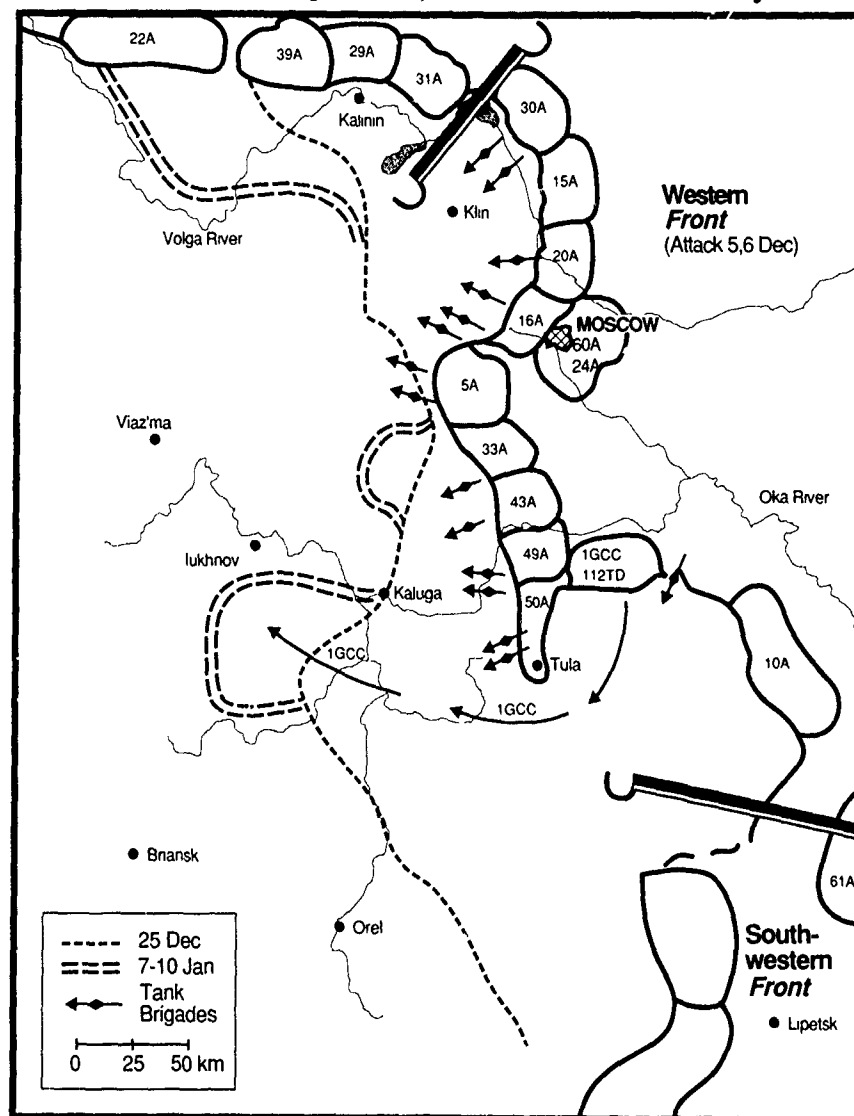 22A
39A
29A
31A
30A
Kalinin
15A
Western
Front
(Attack 5,6 Dec)
Klin
Volga River
20A
16A
MOSCOW
60A
24A
5A
Viaz'ma
33A
43A
Oka River
Iukhnov
49A
1GCC
112TD
Kaluga
50A
1GCC
Tula
10A
1GCC
Briansk
61A
Orel
South-
western
Front
Lipetsk
25 Dec
7-10 Jan
Tank
Brigades
0 25 50 km